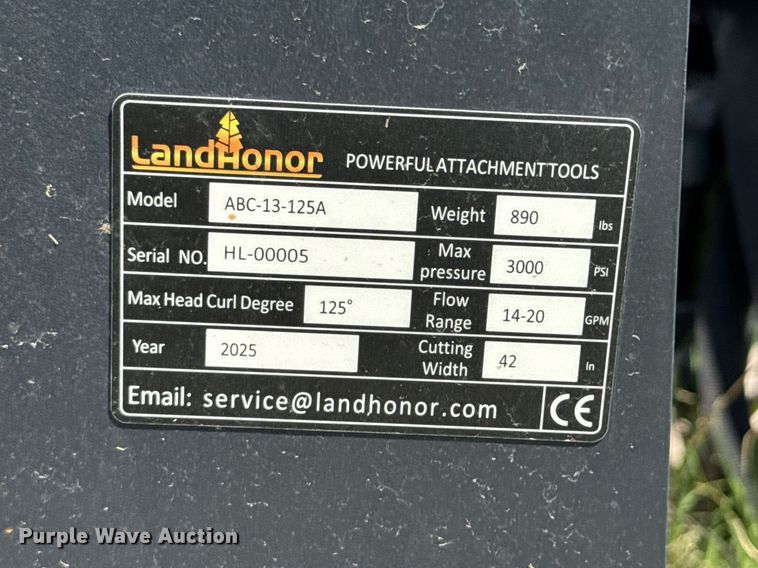 LandHonor POWERFUL ATTACHMENT TOOLS
Model ABC-13-125A Weight 890 lbs
Serial NO. HL-00005 Max pressure 3000 PSI
Max Head Curl Degree 125° Flow Range 14-20 GPM
Year 2025 Cutting Width 42 In
Email: service@landhonor.com CE
Purple Wave Auction